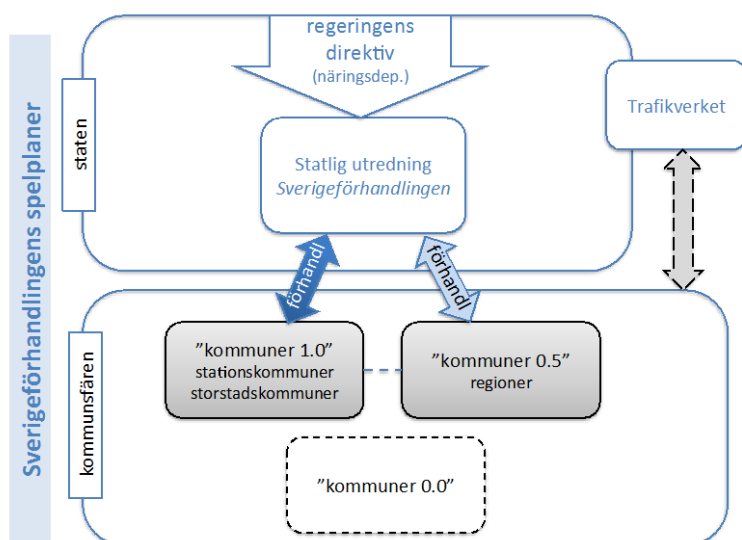 Sverigeförhandlingens spelplaner
staten
regeringens
direktiv
(näringsdep.)
Trafikverket
Statlig utredning
Sverigeförhandlingen
förhandl
förhandl
kommunsfären
”kommuner 1.0”
stationskommuner
storstadskommuner
”kommuner 0.5”
regioner
”kommuner 0.0”